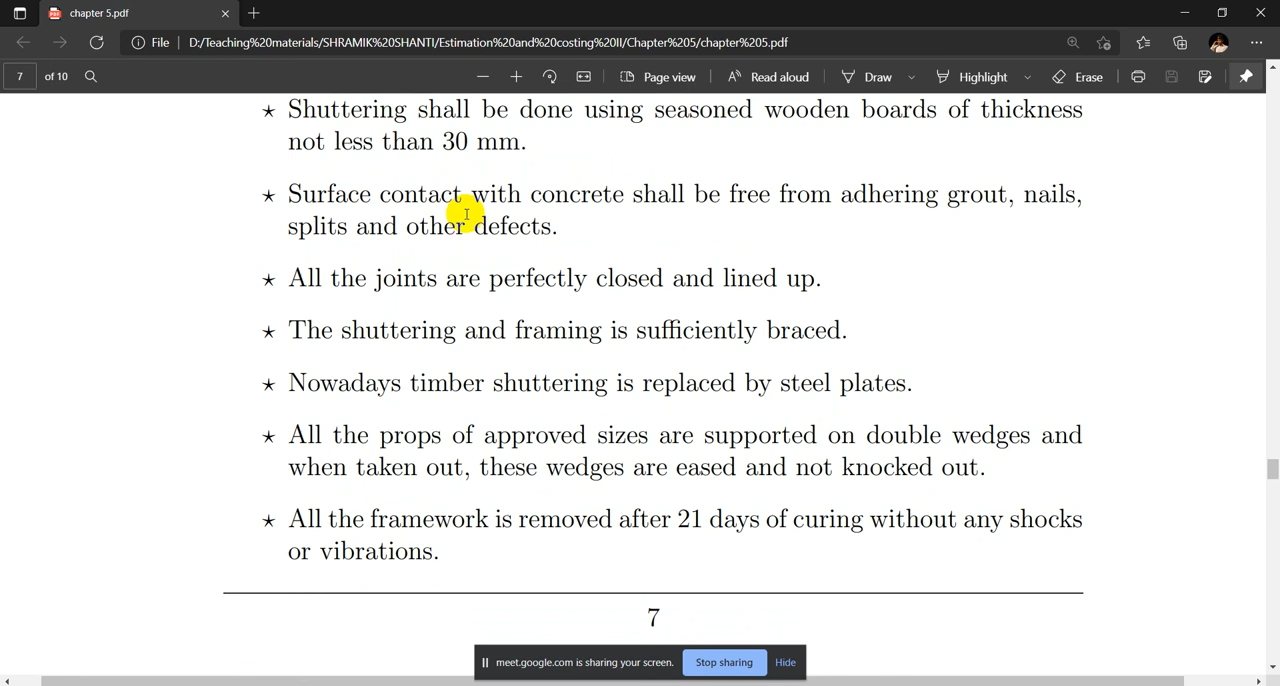 chapter 5.pdf
File D:/Teaching%20materials/SHRAMIK%20SHANTI/Estimation%20and%20costing%20II/Chapter%205/chapter%205.pdf
7 of 10 Page view Read aloud Draw Highlight Erase
★ Shuttering shall be done using seasoned wooden boards of thickness
not less than 30 mm.
★ Surface contact with concrete shall be free from adhering grout, nails,
splits and other defects.
★ All the joints are perfectly closed and lined up.
★ The shuttering and framing is sufficiently braced.
★ Nowadays timber shuttering is replaced by steel plates.
★ All the props of approved sizes are supported on double wedges and
when taken out, these wedges are eased and not knocked out.
★ All the framework is removed after 21 days of curing without any shocks
or vibrations.
7
meet.google.com is sharing your screen. Stop sharing Hide